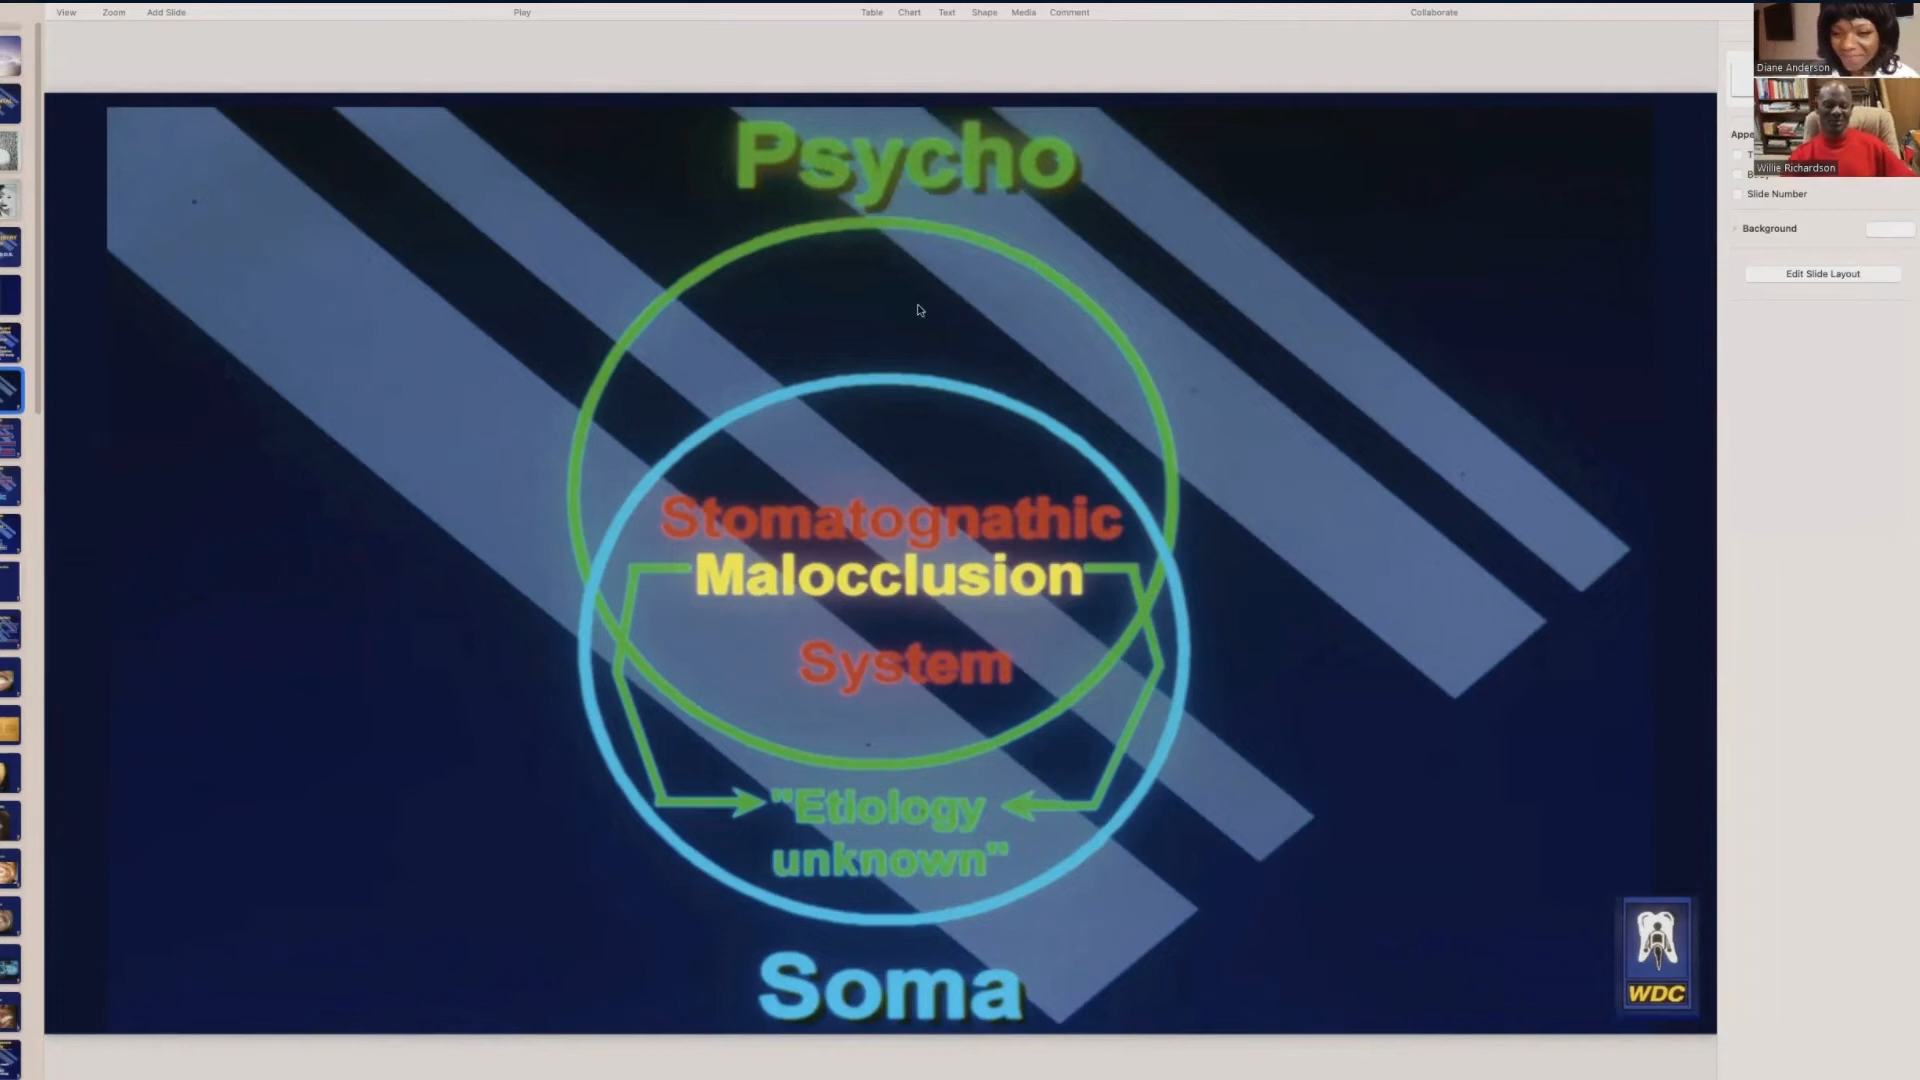 View Zoom Add Slide Play Table Chart Text Shape Media Comment Collaborate
Diane Anderson
Willie Richardson
Slide Number
Background
Edit Slide Layout
Psycho
Stomatognathic
Malocclusion
System
"Etiology
unknown"
Soma
WDC